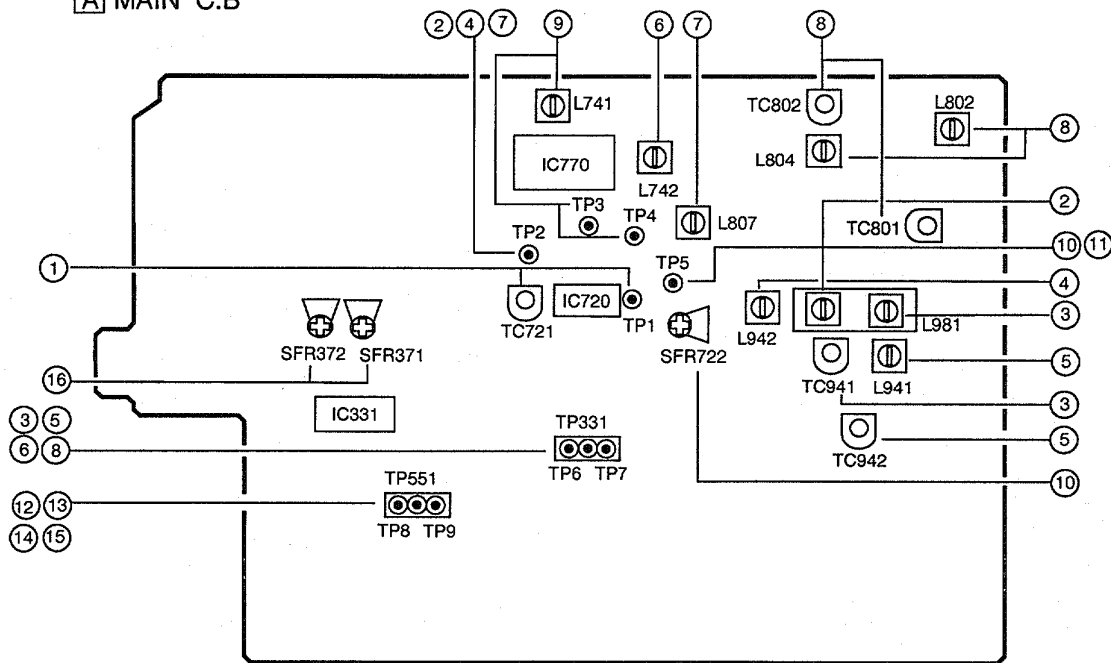 A MAIN C.B
② ④ ⑦ ⑨ ⑥ ⑦ ⑧
L741
TC802
L802
IC770
L742
L804
⑧
TP3
TP4
L807
②
TP2
TC801
⑩ ⑪
①
TP5
④
TC721
IC720
TP1
L942
L981
③
SFR372
SFR371
SFR722
TC941
L941
⑤
⑯
③
IC331
③ ⑤
TP331
⑤
⑥ ⑧
TP6 TP7
TC942
TP551
⑩
⑫ ⑬
TP8 TP9
⑭ ⑮